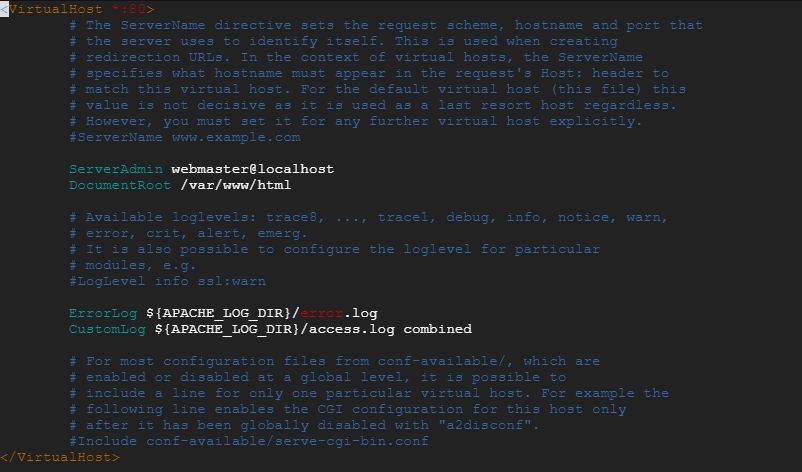 <VirtualHost *:80>
# The ServerName directive sets the request scheme, hostname and port that
# the server uses to identify itself. This is used when creating
# redirection URLs. In the context of virtual hosts, the ServerName
# specifies what hostname must appear in the request's Host: header to
# match this virtual host. For the default virtual host (this file) this
# value is not decisive as it is used as a last resort host regardless.
# However, you must set it for any further virtual host explicitly.
#ServerName www.example.com
ServerAdmin webmaster@localhost
DocumentRoot /var/www/html
# Available loglevels: trace8, ..., trace1, debug, info, notice, warn,
# error, crit, alert, emerg.
# It is also possible to configure the loglevel for particular
# modules, e.g.
#LogLevel info ssl:warn
ErrorLog ${APACHE_LOG_DIR}/error.log
CustomLog ${APACHE_LOG_DIR}/access.log combined
# For most configuration files from conf-available/, which are
# enabled or disabled at a global level, it is possible to
# include a line for only one particular virtual host. For example the
# following line enables the CGI configuration for this host only
# after it has been globally disabled with "a2disconf".
#Include conf-available/serve-cgi-bin.conf
</VirtualHost>